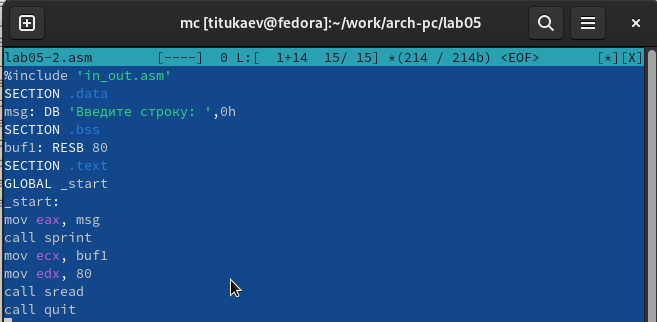 mc [titukaev@fedora]:~/work/arch-pc/lab05
lab05-2.asm [----] 0 L:[ 1+14 15/ 15] *(214 / 214b) <EOF> [*][X]
%include 'in_out.asm'
SECTION .data
msg: DB 'Введите строку: ',0h
SECTION .bss
buf1: RESB 80
SECTION .text
GLOBAL _start
_start:
mov eax, msg
call sprint
mov ecx, buf1
mov edx, 80
call sread
call quit